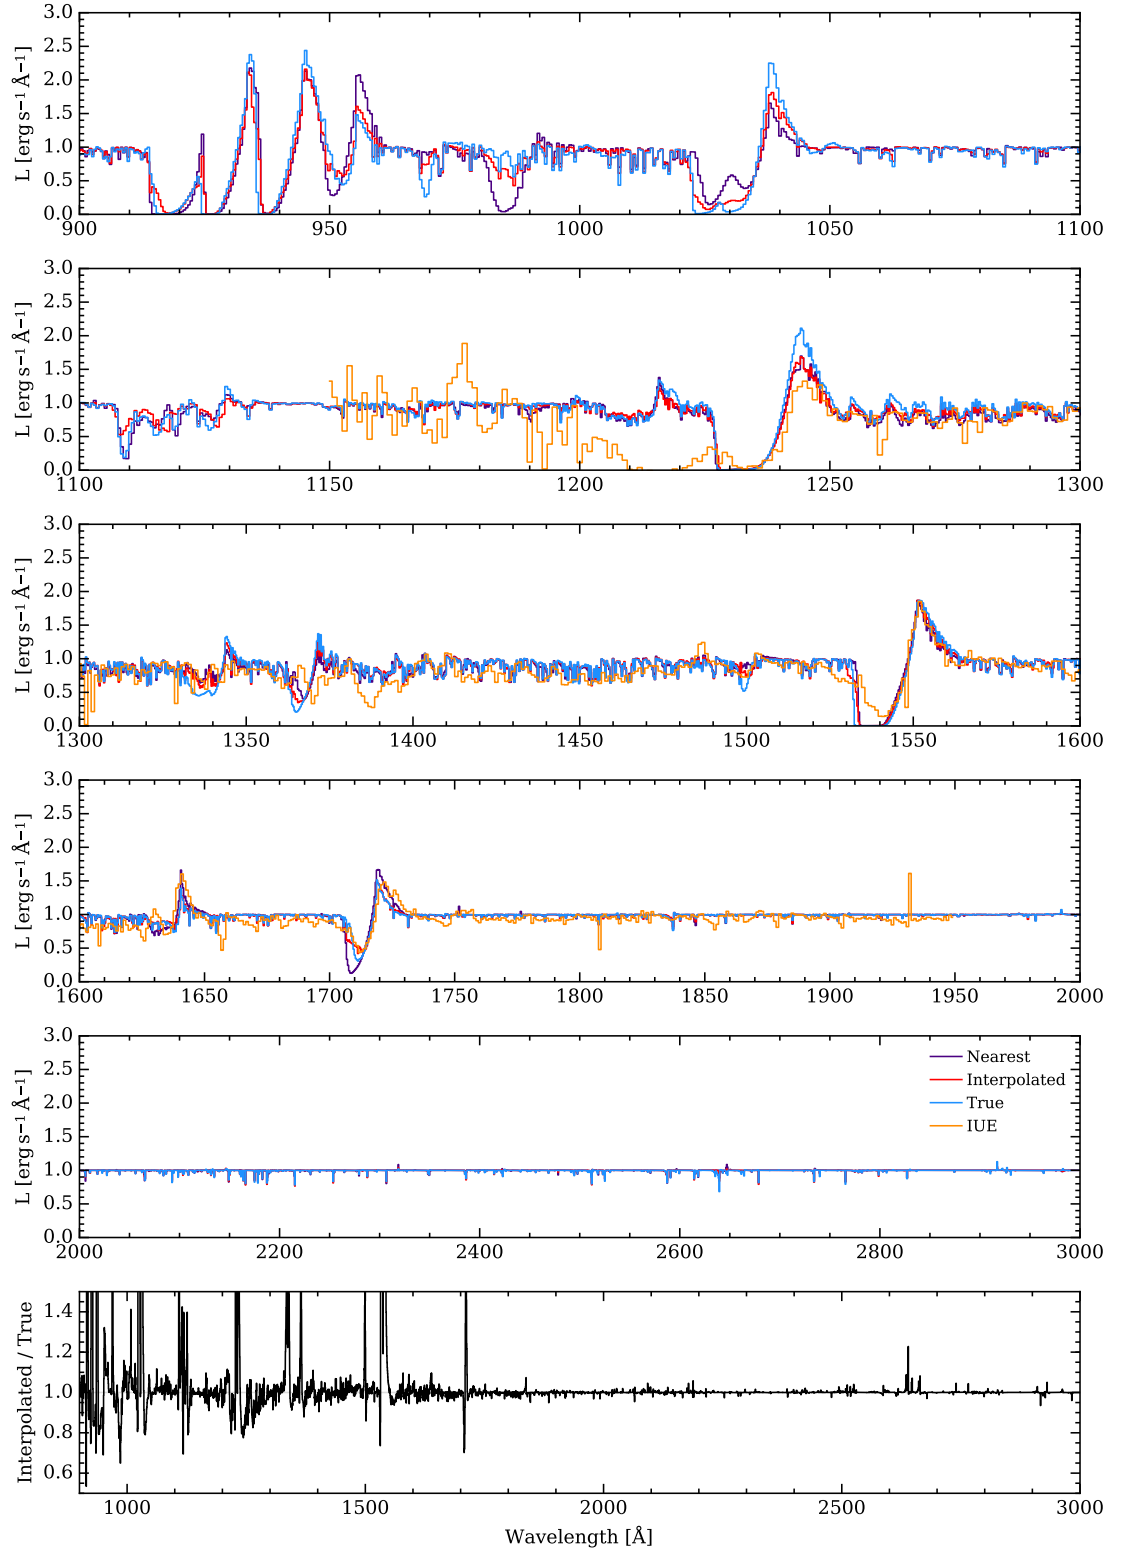 3.0
2.5
2.0
1.5
1.0
0.5
0.0
L [erg s⁻¹ Å⁻¹]
900 950 1000 1050 1100
3.0
2.5
2.0
1.5
1.0
0.5
0.0
L [erg s⁻¹ Å⁻¹]
1100 1150 1200 1250 1300
3.0
2.5
2.0
1.5
1.0
0.5
0.0
L [erg s⁻¹ Å⁻¹]
1300 1350 1400 1450 1500 1550 1600
3.0
2.5
2.0
1.5
1.0
0.5
0.0
L [erg s⁻¹ Å⁻¹]
1600 1650 1700 1750 1800 1850 1900 1950 2000
3.0
2.5
2.0
1.5
1.0
0.5
0.0
L [erg s⁻¹ Å⁻¹]
Nearest
Interpolated
True
IUE
2000 2200 2400 2600 2800 3000
1.4
1.2
1.0
0.8
0.6
Interpolated / True
1000 1500 2000 2500 3000
Wavelength [Å]